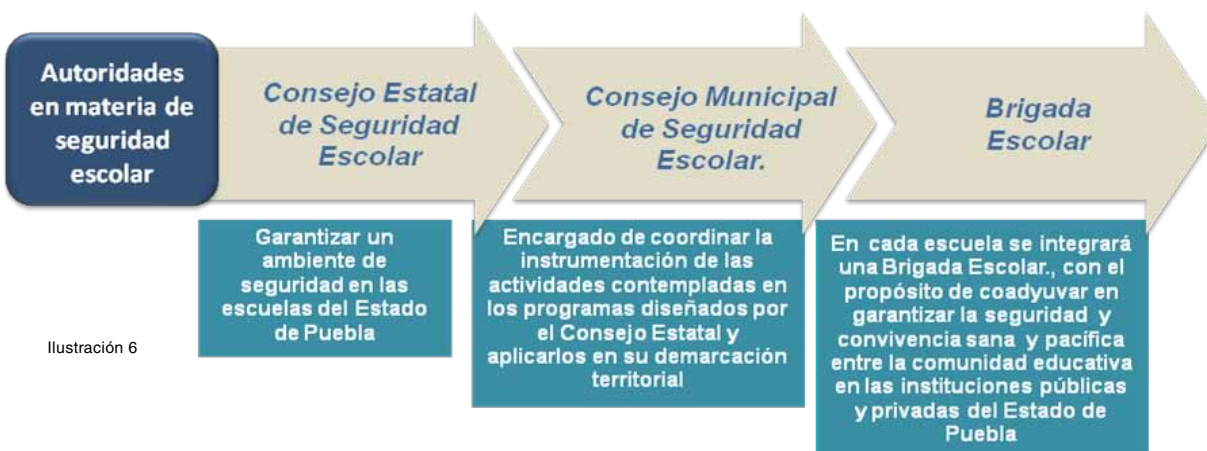 Autoridades
en materia de
seguridad
escolar
Consejo Estatal
de Seguridad
Escolar
Consejo Municipal
de Seguridad
Escolar.
Brigada
Escolar
Garantizar un
ambiente de
seguridad en las
escuelas del Estado
de Puebla
Encargado de coordinar la
instrumentación de las
actividades contempladas en
los programas diseñados por
el Consejo Estatal y
aplicarlos en su demarcación
territorial
En cada escuela se integrará
una Brigada Escolar., con el
propósito de coadyuvar en
garantizar la seguridad y
convivencia sana y pacífica
entre la comunidad educativa
en las instituciones públicas
y privadas del Estado de
Puebla
Ilustración 6